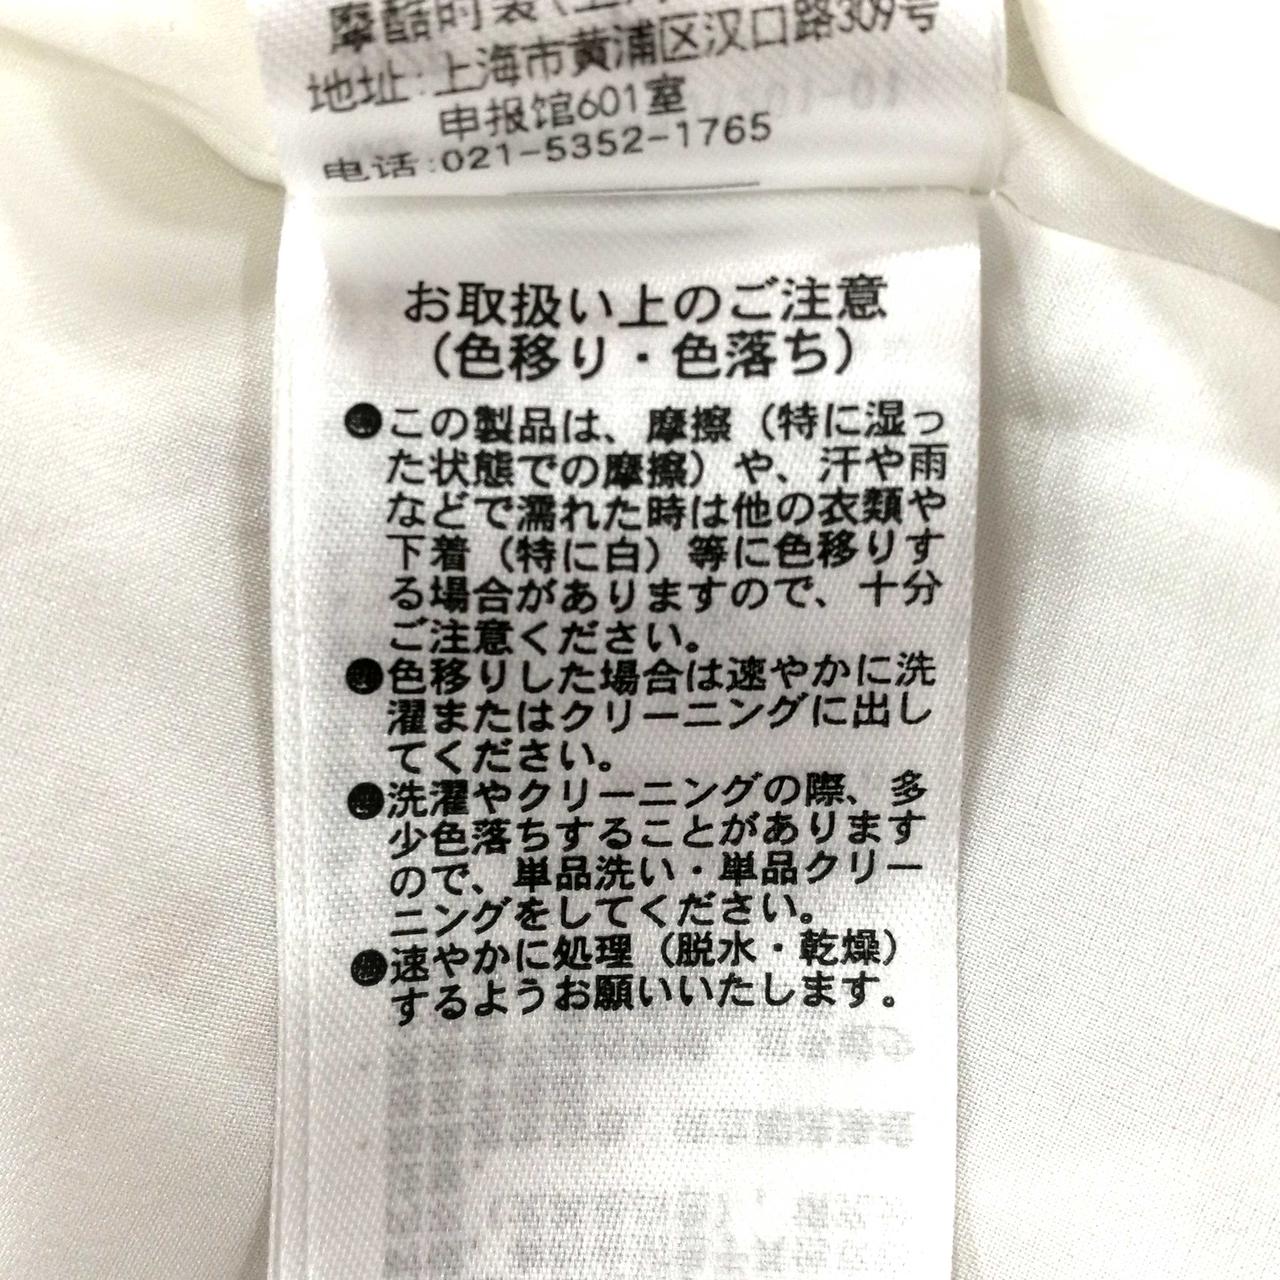 摩酷时装(上
地址:上海市黄浦区汉口路309号
申报馆601室
电话:021-5352-1765
お取扱い上のご注意
（色移り・色落ち）
●この製品は、摩擦（特に湿っ
た状態での摩擦）や、汗や雨
などで濡れた時は他の衣類や
下着（特に白）等に色移りす
る場合がありますので、十分
ご注意ください。
●色移りした場合は速やかに洗
濯またはクリーニングに出し
てください。
●洗濯やクリーニングの際、多
少色落ちすることがあります
ので、単品洗い・単品クリー
ニングをしてください。
●速やかに処理（脱水・乾燥）
するようお願いいたします。